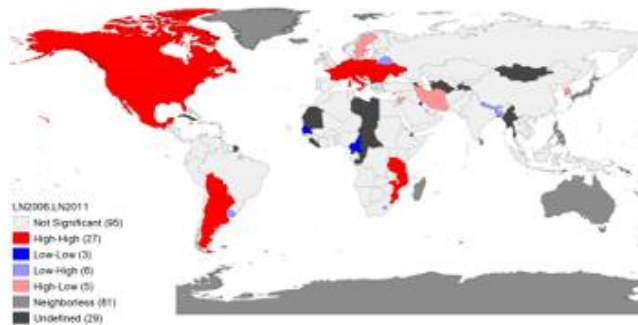 LN2006,LN2011
Not Significant (95)
High-High (27)
Low-Low (3)
Low-High (6)
High-Low (5)
Neighborless (81)
Undefined (29)